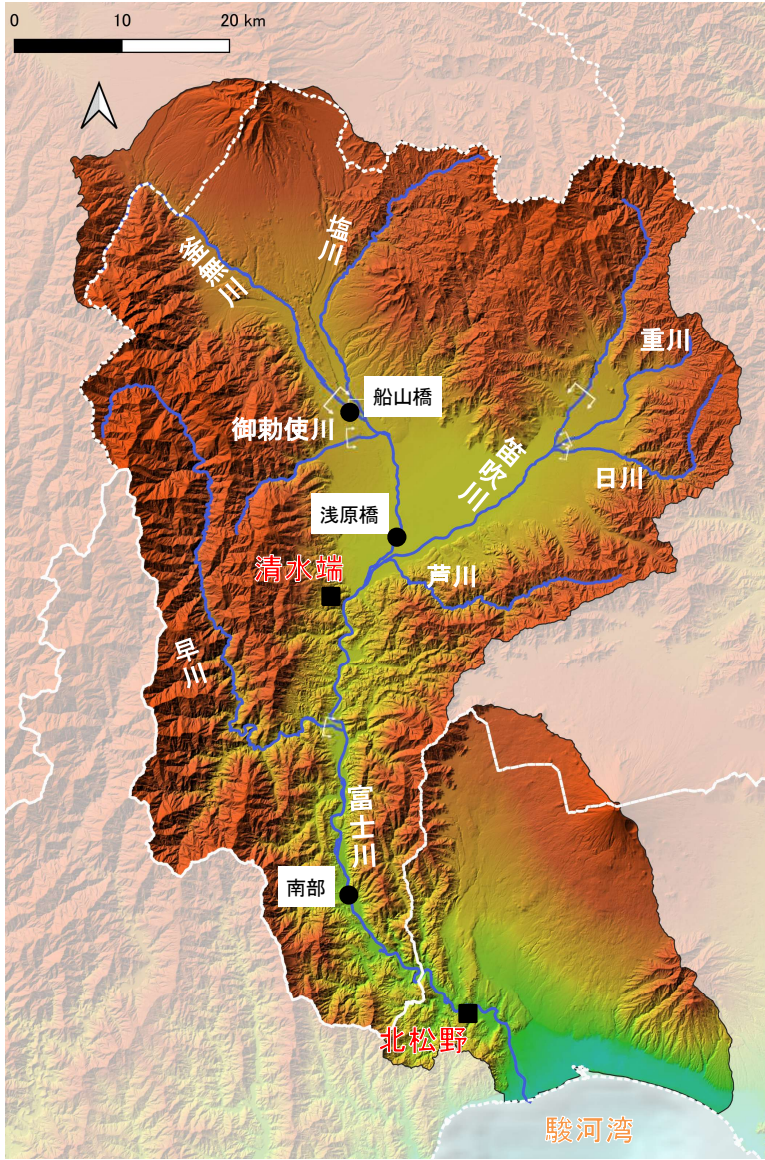 0 10 20 km
塩川
釜無川
重川
船山橋
御勅使川
笛吹川
日川
浅原橋
清水端
芦川
早川
富士川
南部
北松野
駿河湾